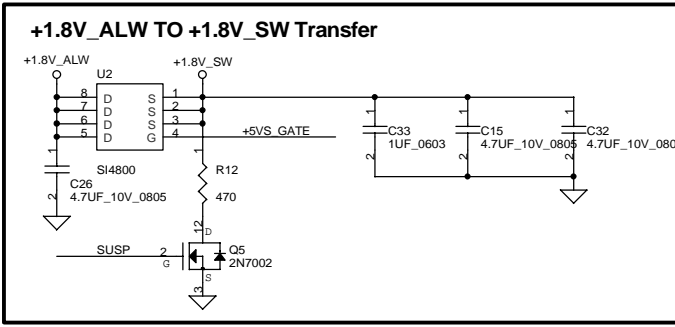 +1.8V_ALW TO +1.8V_SW Transfer
+1.8V_ALW
U2
+1.8V_SW
8 D S 1
7 D S 2
6 D S 3
5 D G 4
+5VS_GATE
SI4800
1
2
C26
4.7UF_10V_0805
1
R12
470
1
2
C33
1UF_0603
1
2
C15
4.7UF_10V_0805
1
2
C32
4.7UF_10V_080
12
D
SUSP
2
G
Q5
2N7002
S
3